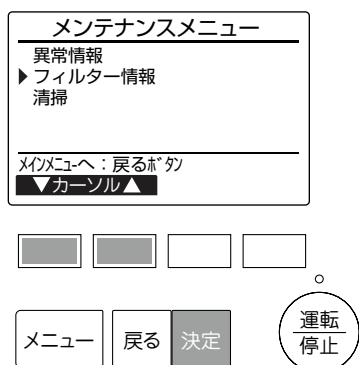 メンテナンスメニュー
異常情報
▶フィルター情報
清掃
ﾒｲﾝﾒﾆｭｰへ：戻るﾎﾞﾀﾝ
▼カーソル▲
メニュー 戻る 決定
運転
停止